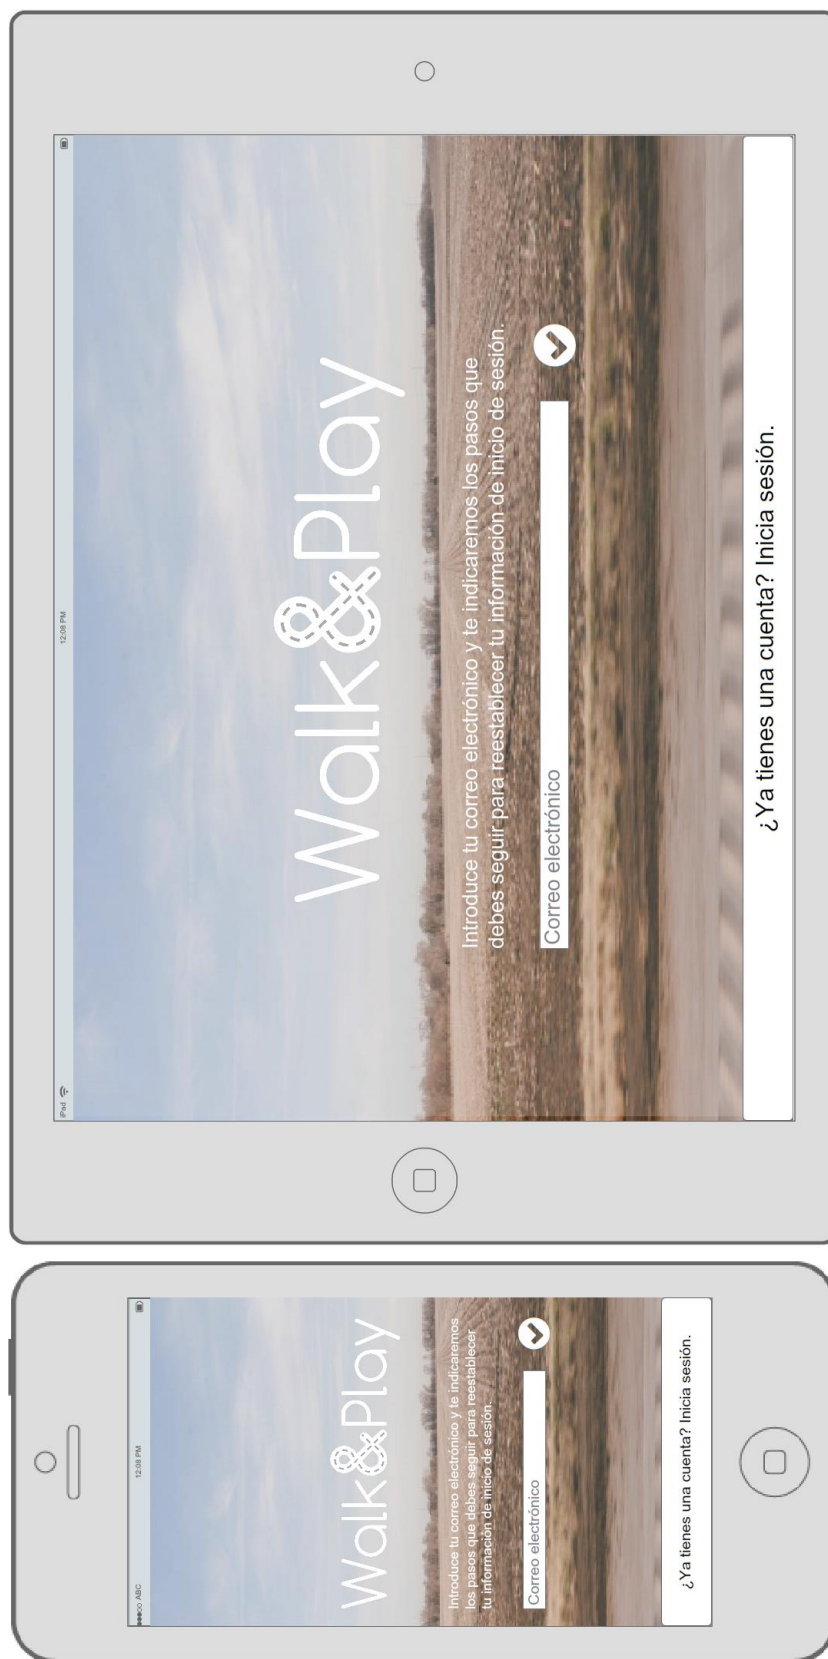 ●●●○○ ABC 12:08 PM
Walk&Play
Introduce tu correo electrónico y te indicaremos
los pasos que debes seguir para reestablecer
tu información de inicio de sesión.
Correo electrónico
¿Ya tienes una cuenta? Inicia sesión.
iPad 12:08 PM
Walk&Play
Introduce tu correo electrónico y te indicaremos los pasos que
debes seguir para reestablecer tu información de inicio de sesión.
Correo electrónico
¿Ya tienes una cuenta? Inicia sesión.